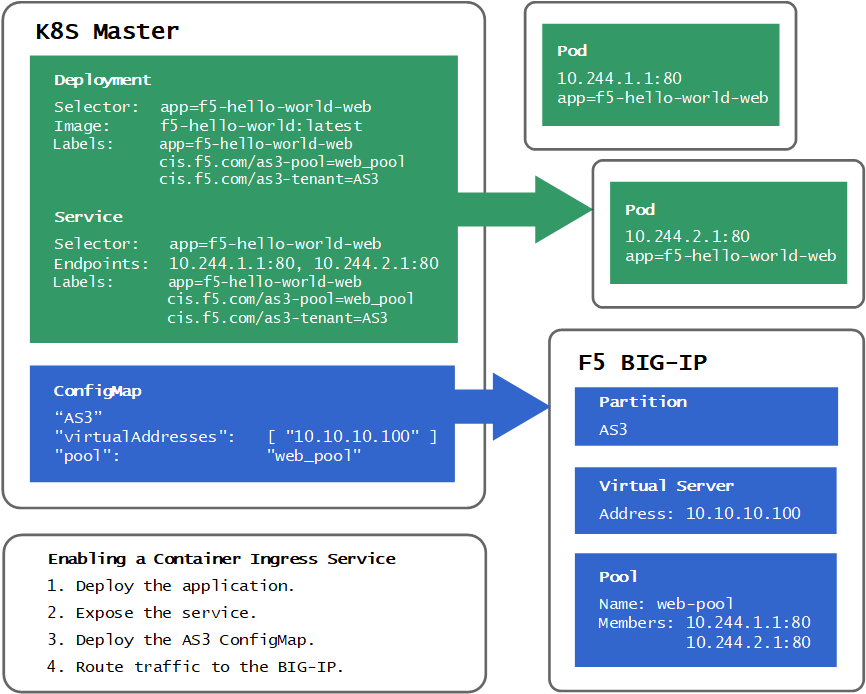 K8S Master
Deployment
Selector: app=f5-hello-world-web
Image: f5-hello-world:latest
Labels: app=f5-hello-world-web
cis.f5.com/as3-pool=web_pool
cis.f5.com/as3-tenant=AS3
Service
Selector: app=f5-hello-world-web
Endpoints: 10.244.1.1:80, 10.244.2.1:80
Labels: app=f5-hello-world-web
cis.f5.com/as3-pool=web_pool
cis.f5.com/as3-tenant=AS3
ConfigMap
“AS3”
"virtualAddresses": [ "10.10.10.100" ]
"pool": "web_pool"
Pod
10.244.1.1:80
app=f5-hello-world-web
Pod
10.244.2.1:80
app=f5-hello-world-web
F5 BIG-IP
Partition
AS3
Virtual Server
Address: 10.10.10.100
Pool
Name: web-pool
Members: 10.244.1.1:80
10.244.2.1:80
Enabling a Container Ingress Service
1. Deploy the application.
2. Expose the service.
3. Deploy the AS3 ConfigMap.
4. Route traffic to the BIG-IP.